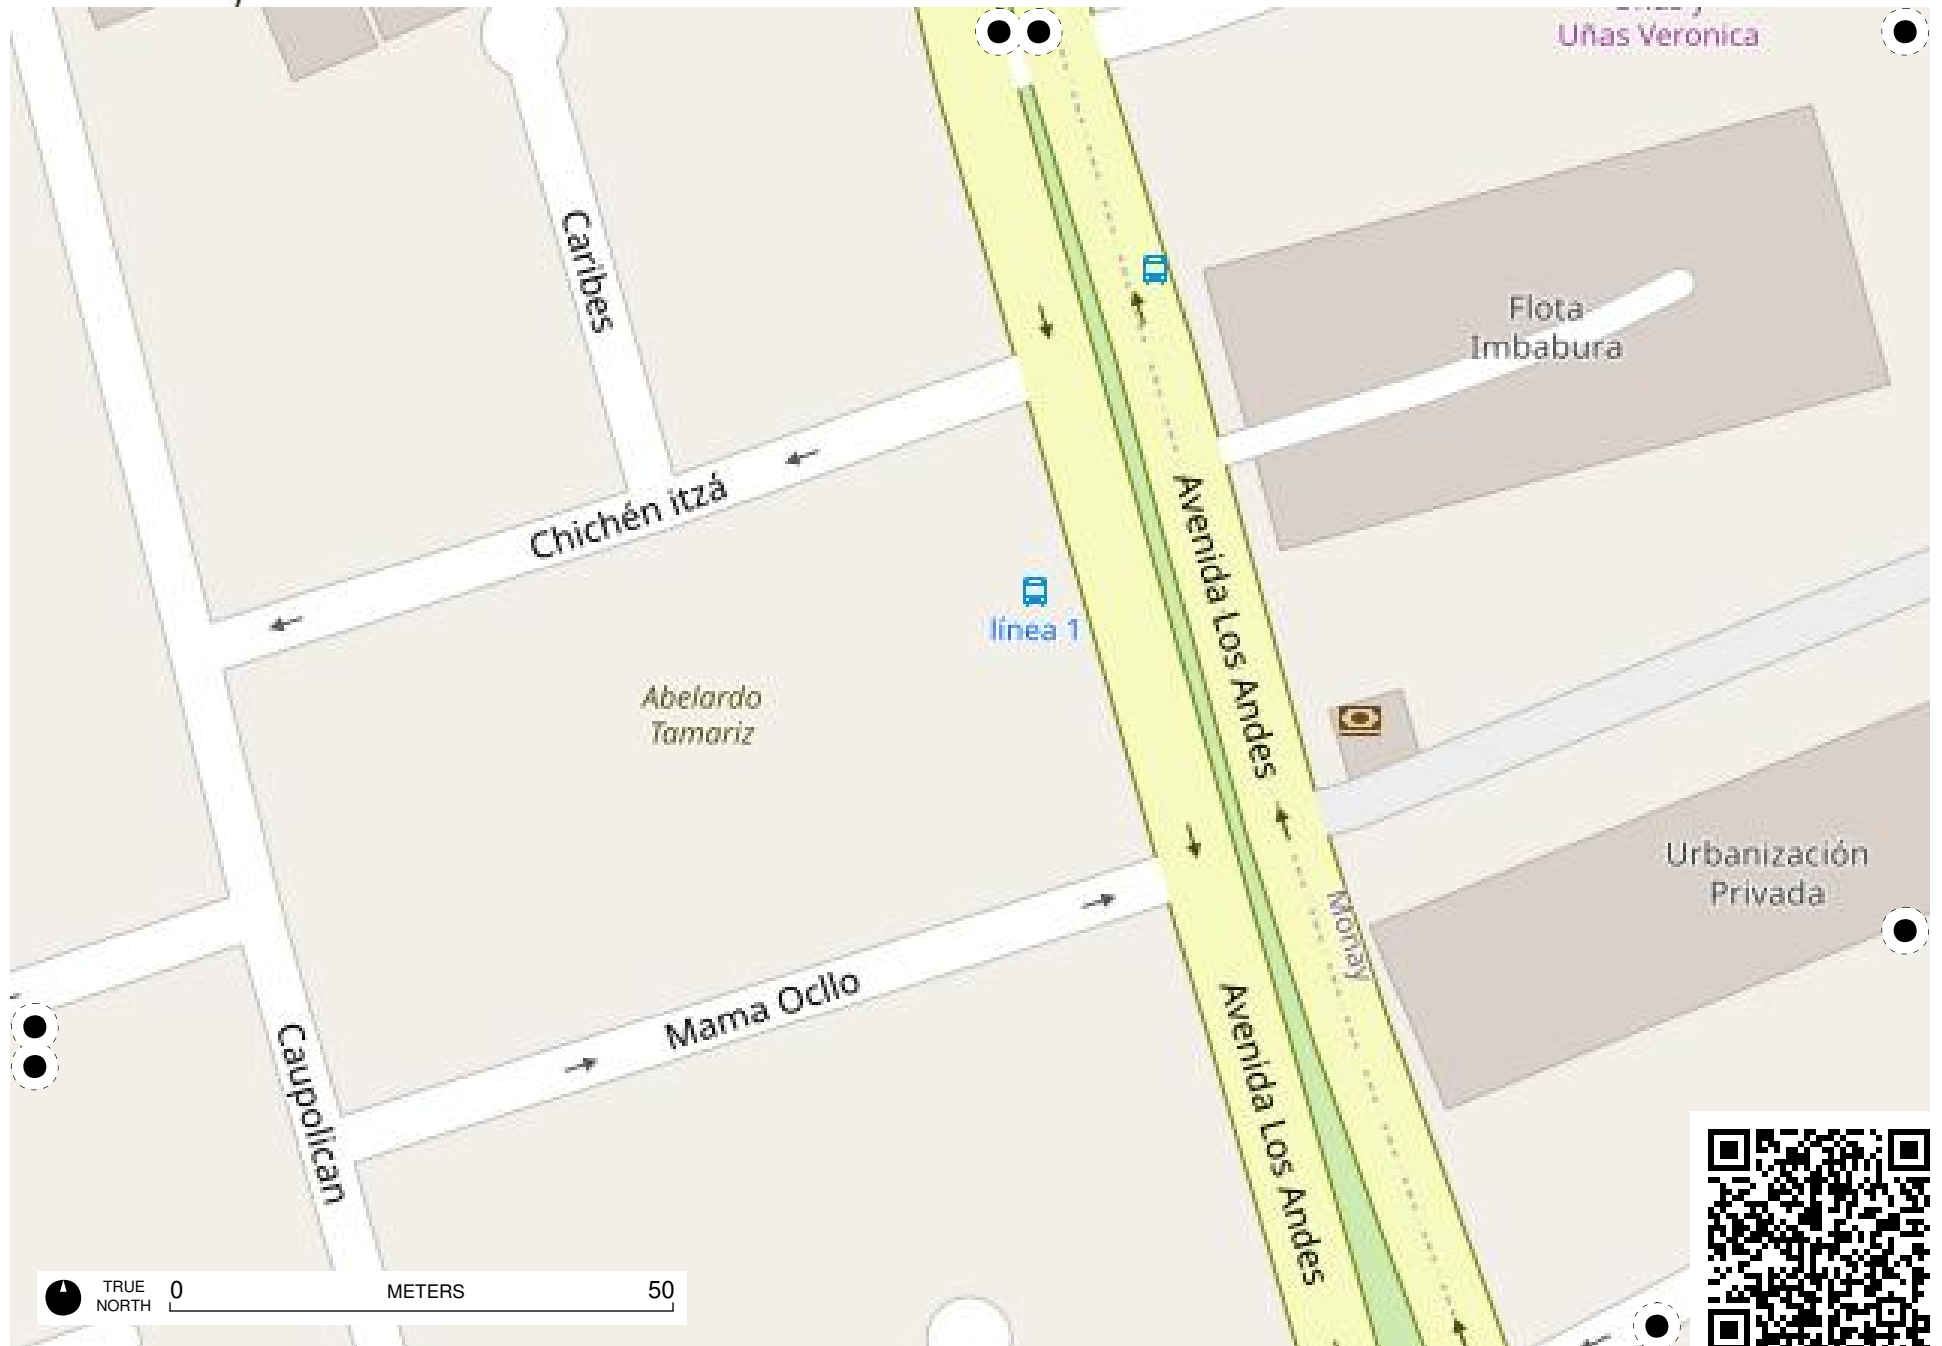 Uñas Veronica
Caribes
Flota
Imbabura
Chichén itzá
Avenida Los Andes
línea 1
Abelardo
Tamariz
Urbanización
Privada
Monay
Mama Ocllo
Avenida Los Andes
Caupolican
TRUE
NORTH
0 METERS 50